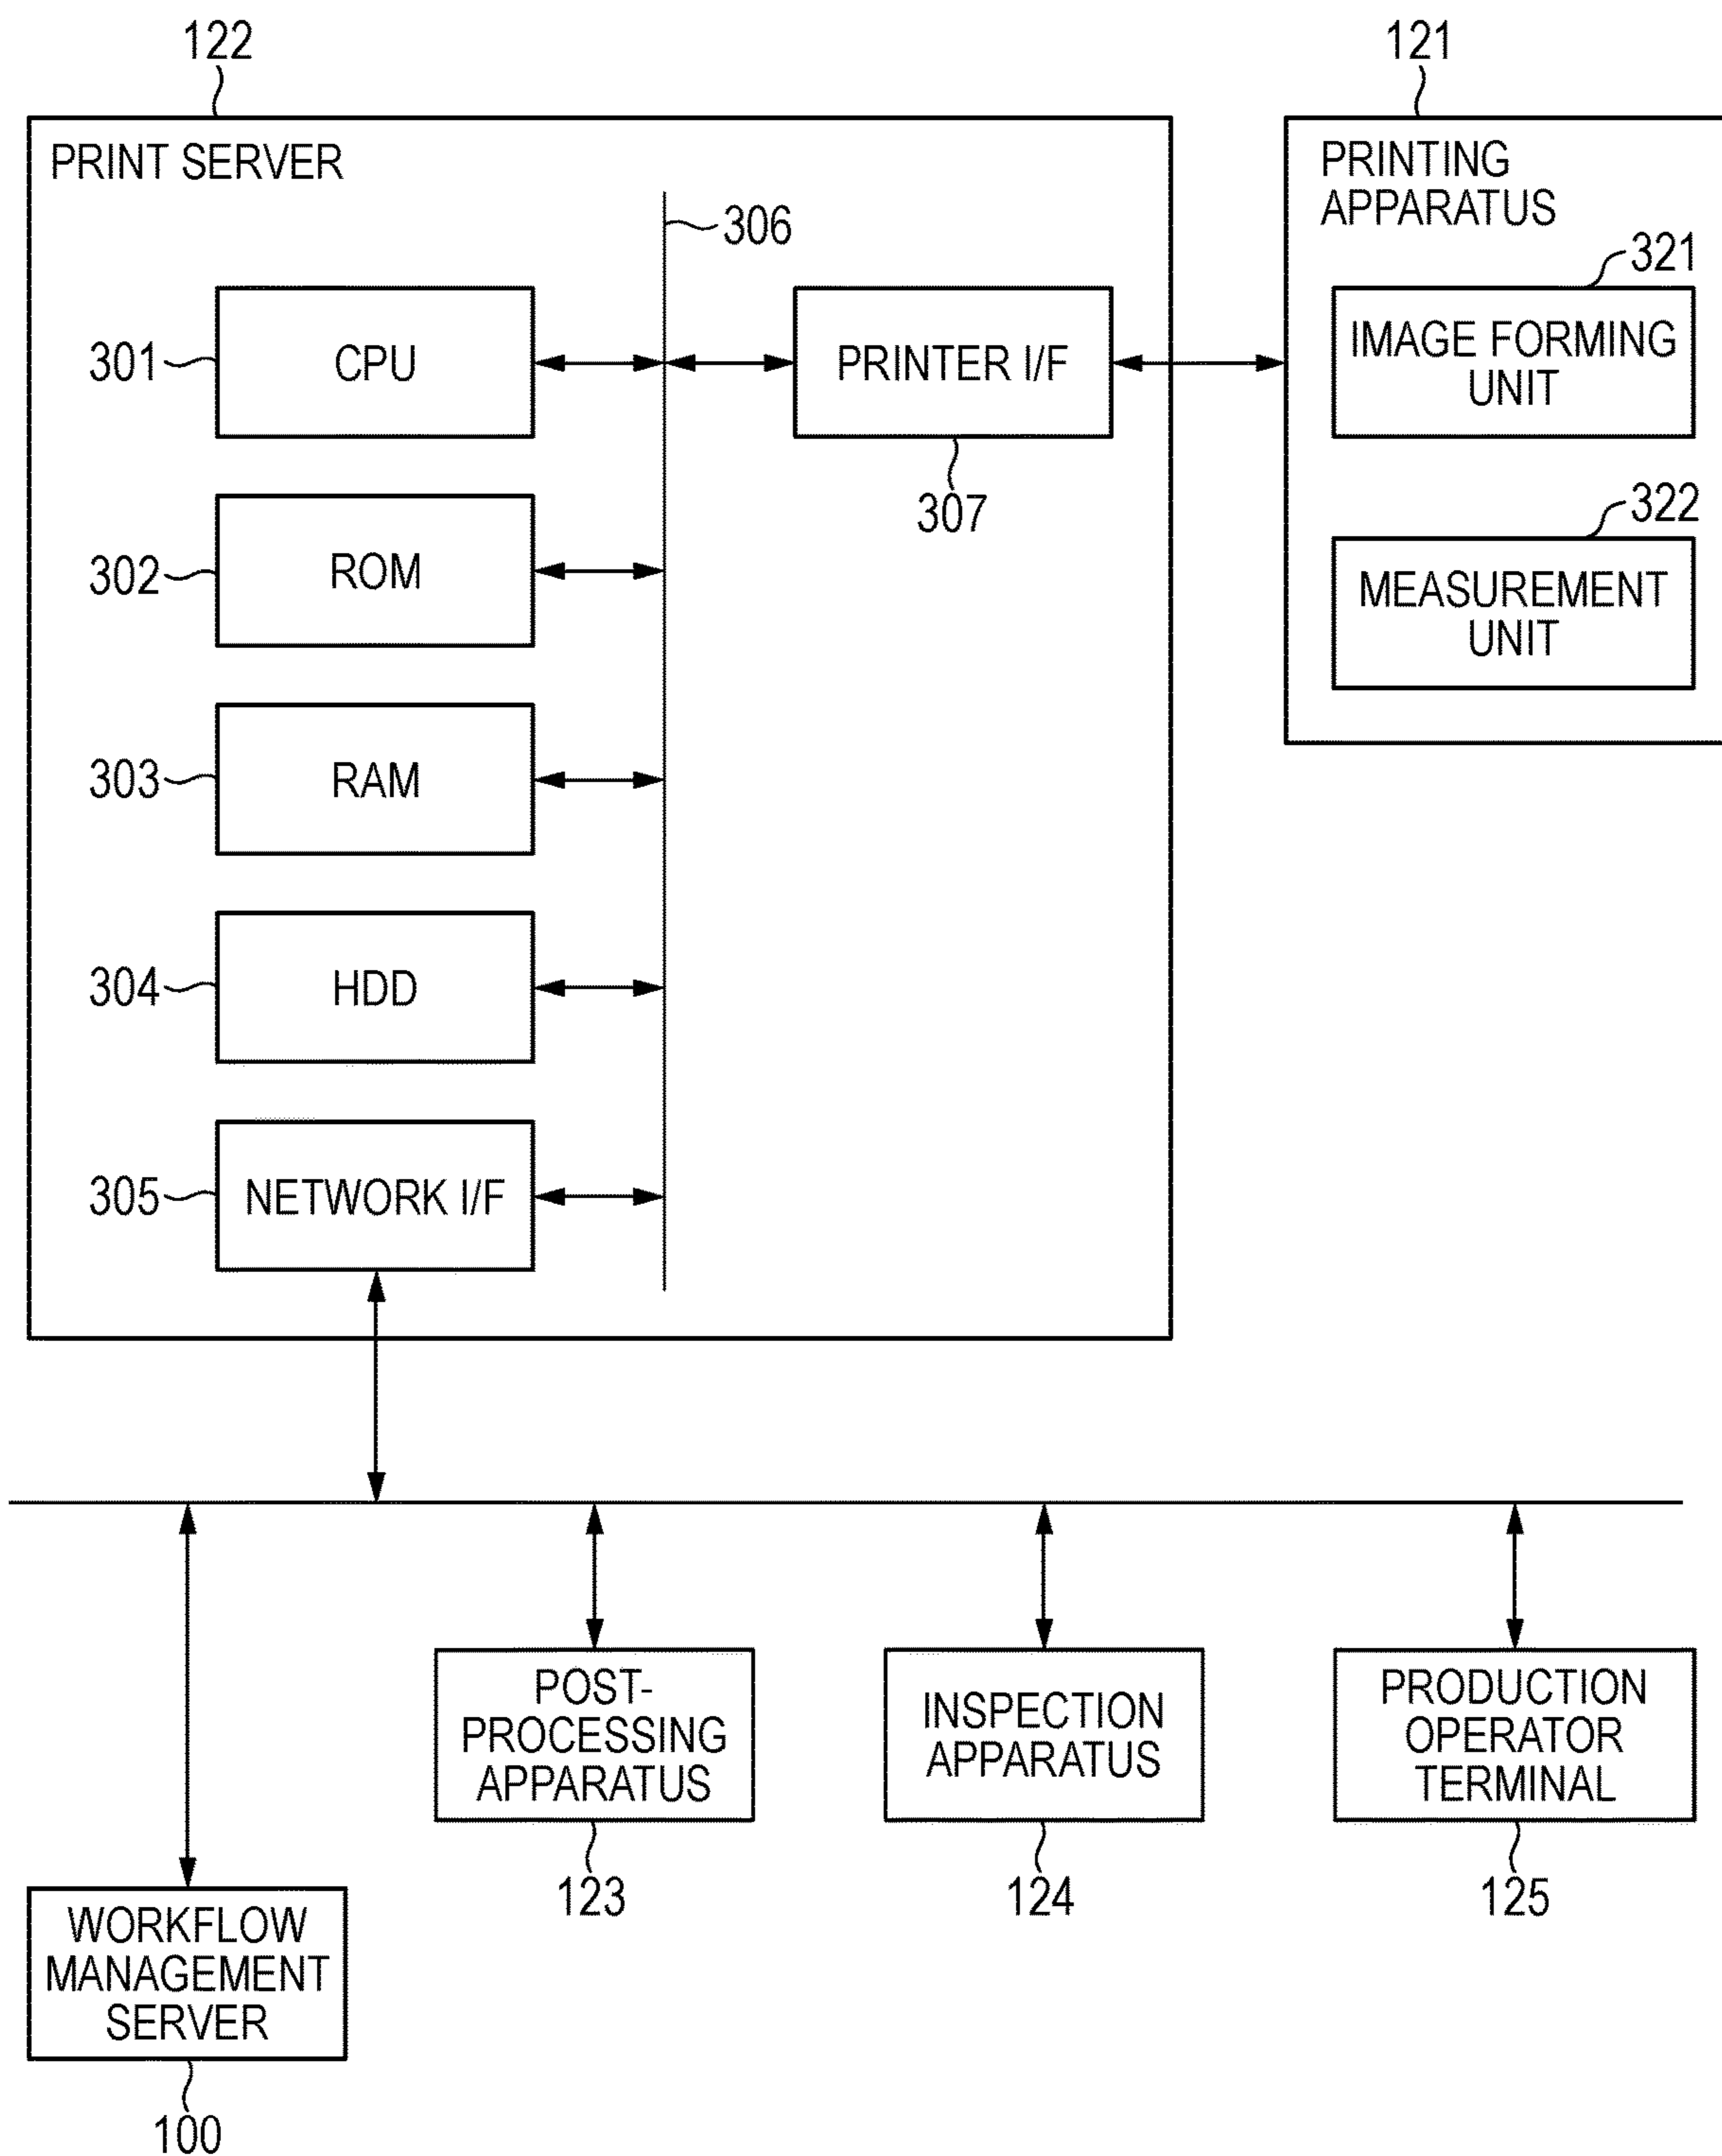 122
121
PRINT SERVER
PRINTING
APPARATUS
306
321
301
CPU
PRINTER I/F
IMAGE FORMING
UNIT
307
322
302
ROM
MEASUREMENT
UNIT
303
RAM
304
HDD
305
NETWORK I/F
POST-
PROCESSING
APPARATUS
INSPECTION
APPARATUS
PRODUCTION
OPERATOR
TERMINAL
123
124
125
WORKFLOW
MANAGEMENT
SERVER
100